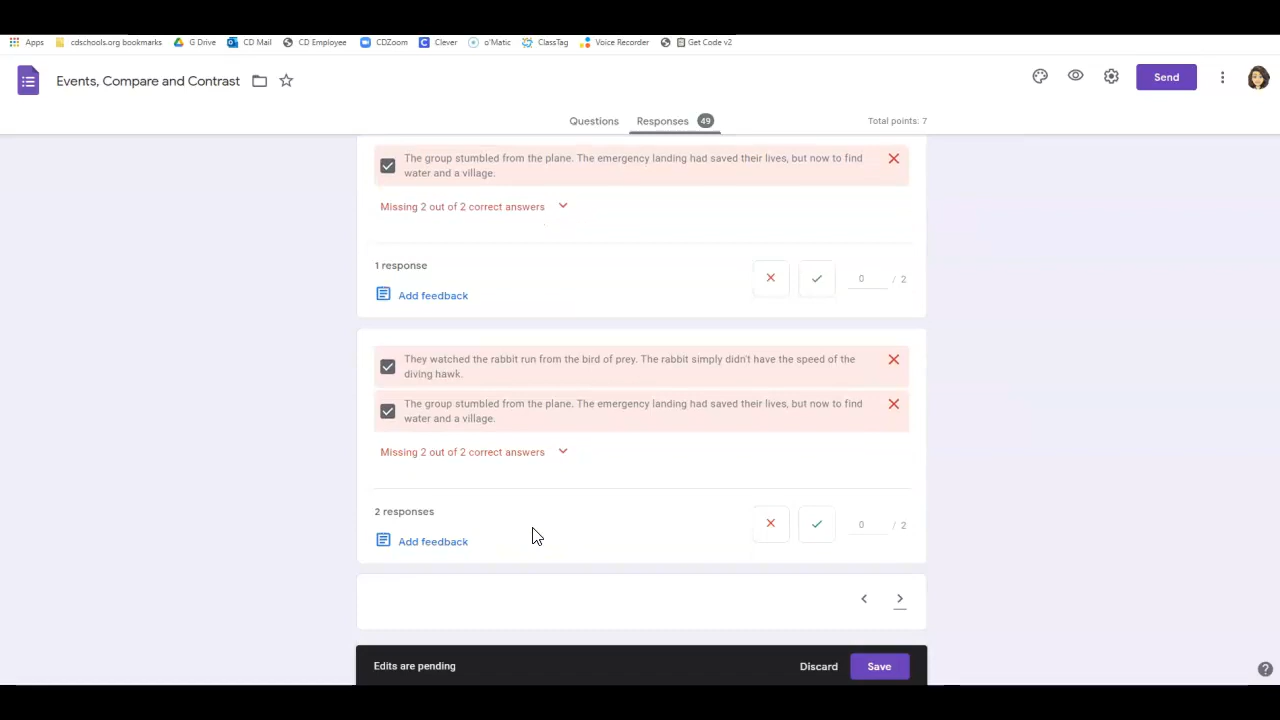 Apps cdschools.org bookmarks G Drive CD Mail CD Employee CDZoom Clever o'Matic ClassTag Voice Recorder Get Code v2
Events, Compare and Contrast Send
Questions Responses 49 Total points: 7
The group stumbled from the plane. The emergency landing had saved their lives, but now to find
water and a village.
Missing 2 out of 2 correct answers
1 response
0 / 2
Add feedback
They watched the rabbit run from the bird of prey. The rabbit simply didn't have the speed of the
diving hawk.
The group stumbled from the plane. The emergency landing had saved their lives, but now to find
water and a village.
Missing 2 out of 2 correct answers
2 responses
0 / 2
Add feedback
Edits are pending Discard Save